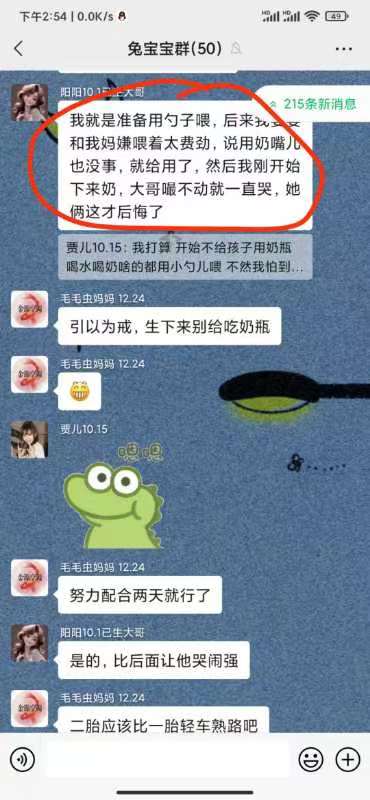 下午2:54 | 0.0K/s
49
兔宝宝群(50)
阳阳10.1已生大哥
215条新消息
我就是准备用勺子喂，后来我婆婆
和我妈嫌喂着太费劲，说用奶嘴儿
也没事，就给用了，然后我刚开始
下来奶，大哥嘬不动就一直哭，她
俩这才后悔了
贾儿10.15：我打算 开始不给孩子用奶瓶
喝水喝奶啥的都用小勺儿喂 不然我怕到...
毛毛虫妈妈 12.24
引以为戒，生下来别给吃奶瓶
毛毛虫妈妈 12.24
贾儿10.15
嗯 嗯
毛毛虫妈妈 12.24
努力配合两天就行了
阳阳10.1已生大哥
是的，比后面让他哭闹强
毛毛虫妈妈 12.24
二胎应该比一胎轻车熟路吧